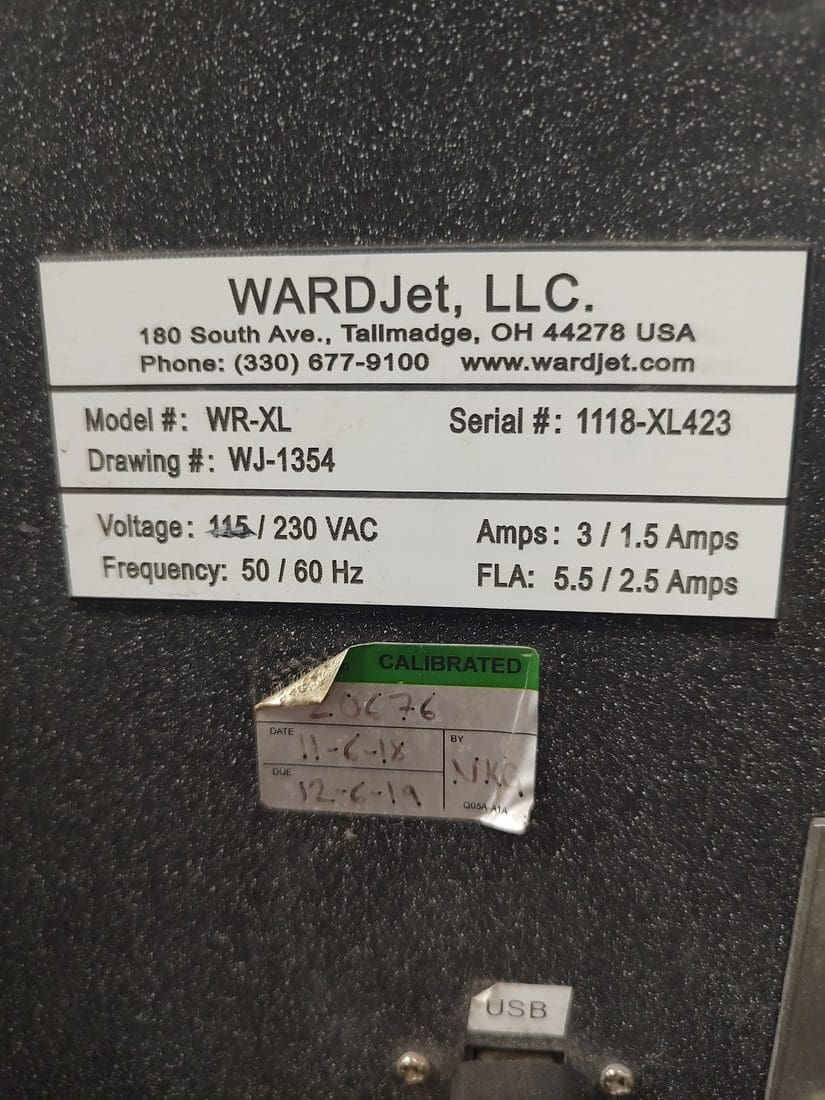 WARDJet, LLC.
180 South Ave., Tallmadge, OH 44278 USA
Phone: (330) 677-9100 www.wardjet.com
Model #: WR-XL Serial #: 1118-XL423
Drawing #: WJ-1354
Voltage: 115 / 230 VAC Amps: 3 / 1.5 Amps
Frequency: 50 / 60 Hz FLA: 5.5 / 2.5 Amps
CALIBRATED
DATE 11-6-18 BY
DUE 12-6-19
Q05A A1A
USB